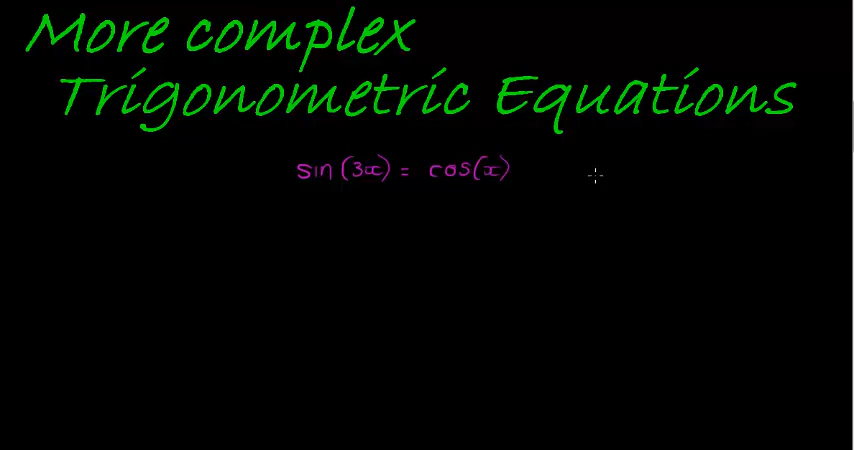 More complex
Trigonometric Equations
sin (3x) = cos(x)